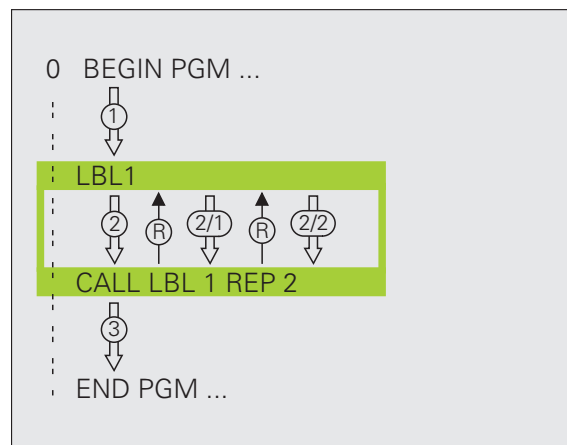 0 BEGIN PGM ...
1
LBL1
2 R 2/1 R 2/2
CALL LBL 1 REP 2
3
END PGM ...